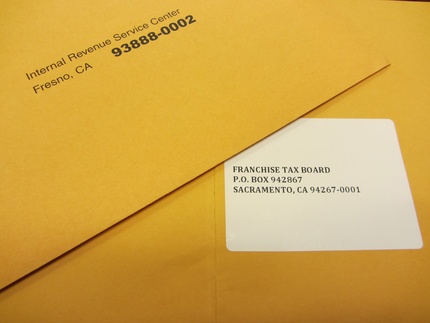 Internal Revenue Service Center
Fresno, CA 93888-0002
FRANCHISE TAX BOARD
P.O. BOX 942867
SACRAMENTO, CA 94267-0001